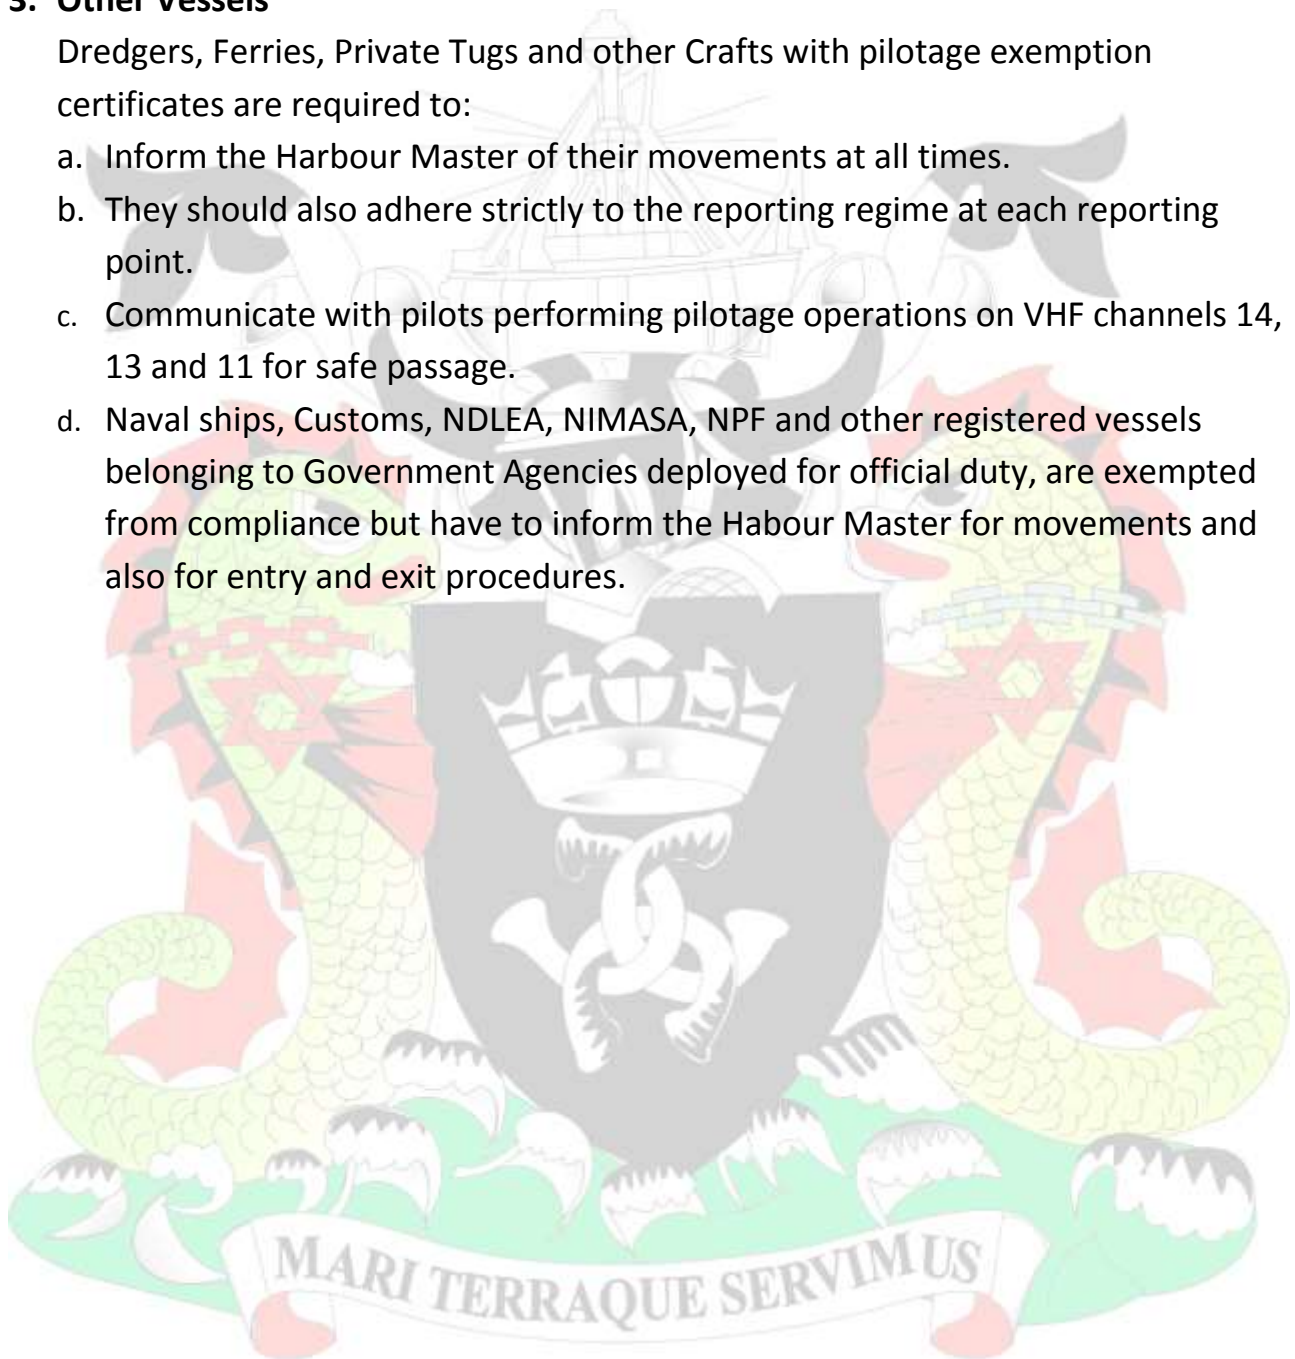 3. Other Vessels
Dredgers, Ferries, Private Tugs and other Crafts with pilotage exemption
certificates are required to:
a. Inform the Harbour Master of their movements at all times.
b. They should also adhere strictly to the reporting regime at each reporting
point.
c. Communicate with pilots performing pilotage operations on VHF channels 14,
13 and 11 for safe passage.
d. Naval ships, Customs, NDLEA, NIMASA, NPF and other registered vessels
belonging to Government Agencies deployed for official duty, are exempted
from compliance but have to inform the Habour Master for movements and
also for entry and exit procedures.
MARI TERRAQUE SERVIMUS